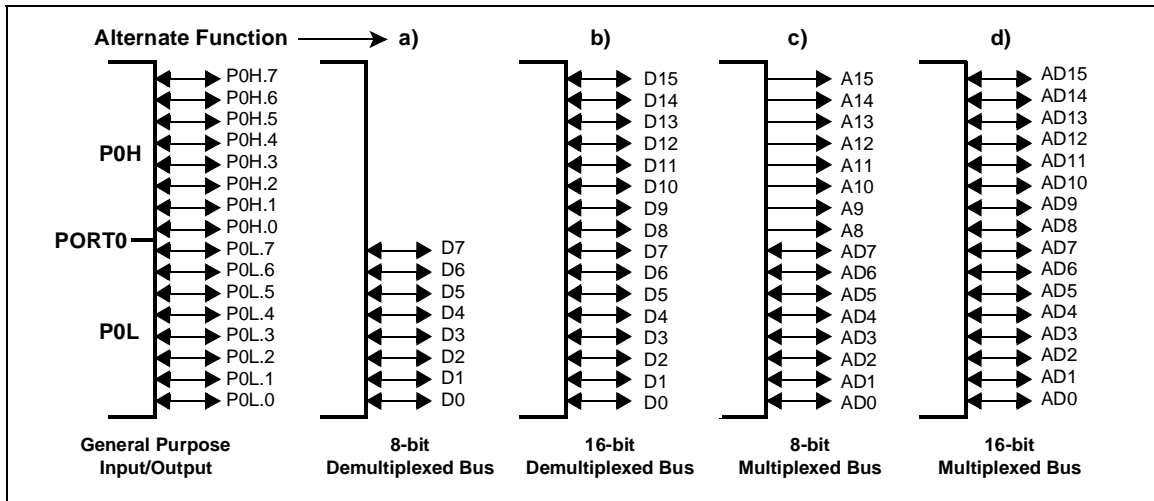 Alternate Function a) b) c) d)
P0H.7 D15 A15 AD15
P0H.6 D14 A14 AD14
P0H.5 D13 A13 AD13
P0H.4 D12 A12 AD12
P0H
P0H.3 D11 A11 AD11
P0H.2 D10 A10 AD10
P0H.1 D9 A9 AD9
P0H.0 D8 A8 AD8
PORT0
P0L.7 D7 D7 AD7 AD7
P0L.6 D6 D6 AD6 AD6
P0L.5 D5 D5 AD5 AD5
P0L.4 D4 D4 AD4 AD4
P0L
P0L.3 D3 D3 AD3 AD3
P0L.2 D2 D2 AD2 AD2
P0L.1 D1 D1 AD1 AD1
P0L.0 D0 D0 AD0 AD0
General Purpose 8-bit 16-bit 8-bit 16-bit
Input/Output Demultiplexed Bus Demultiplexed Bus Multiplexed Bus Multiplexed Bus